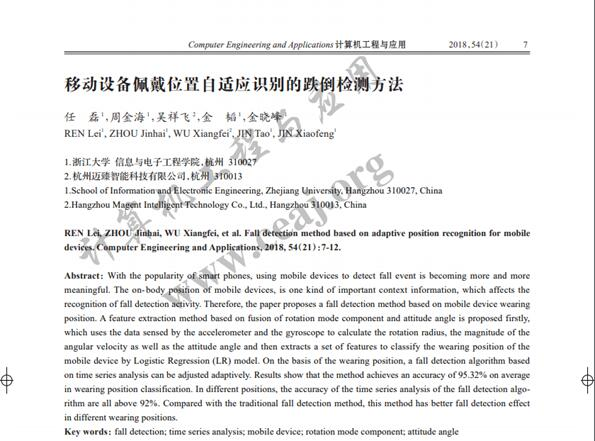 Computer Engineering and Applications 计算机工程与应用 2018,54(21) 7
移动设备佩戴位置自适应识别的跌倒检测方法
任 磊1,周金海1,吴祥飞2,金 韬1,金晓峰1
REN Lei1, ZHOU Jinhai1, WU Xiangfei2, JIN Tao1, JIN Xiaofeng1
1.浙江大学 信息与电子工程学院,杭州 310027
2.杭州迈臻智能科技有限公司,杭州 310013
1.School of Information and Electronic Engineering, Zhejiang University, Hangzhou 310027, China
2.Hangzhou Magent Intelligent Technology Co., Ltd., Hangzhou 310013, China
REN Lei, ZHOU Jinhai, WU Xiangfei, et al. Fall detection method based on adaptive position recognition for mobile
devices. Computer Engineering and Applications, 2018, 54(21):7-12.
Abstract: With the popularity of smart phones, using mobile devices to detect fall event is becoming more and more
meaningful. The on-body position of mobile devices, is one kind of important context information, which affects the
recognition of fall detection activity. Therefore, the paper proposes a fall detection method based on mobile device wearing
position. A feature extraction method based on fusion of rotation mode component and attitude angle is proposed firstly,
which uses the data sensed by the accelerometer and the gyroscope to calculate the rotation radius, the magnitude of the
angular velocity as well as the attitude angle and then extracts a set of features to classify the wearing position of the
mobile device by Logistic Regression (LR) model. On the basis of the wearing position, a fall detection algorithm based
on time series analysis can be adjusted adaptively. Results show that the method achieves an accuracy of 95.32% on average
in wearing position classification. In different positions, the accuracy of the time series analysis of the fall detection algo-
rithm are all above 92%. Compared with the traditional fall detection method, this method has better fall detection effect
in different wearing positions.
Key words: fall detection; time series analysis; mobile device; rotation mode component; attitude angle
计算机工程与应用
www.ceaj.org